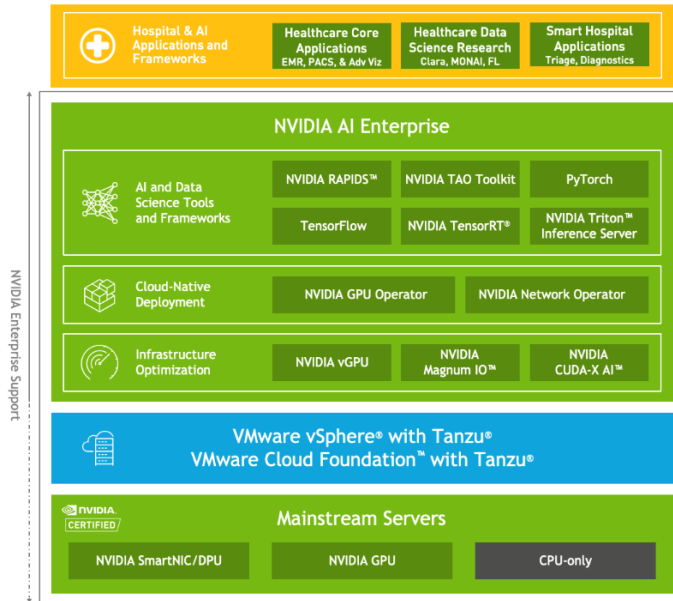 Hospital & AI
Applications and
Frameworks
Healthcare Core
Applications
EMR, PACS, & Adv Viz
Healthcare Data
Science Research
Clara, MONAI, FL
Smart Hospital
Applications
Triage, Diagnostics
NVIDIA Enterprise Support
NVIDIA AI Enterprise
AI and Data
Science Tools
and Frameworks
NVIDIA RAPIDS™
NVIDIA TAO Toolkit
PyTorch
TensorFlow
NVIDIA TensorRT®
NVIDIA Triton™
Inference Server
Cloud-Native
Deployment
NVIDIA GPU Operator
NVIDIA Network Operator
Infrastructure
Optimization
NVIDIA vGPU
NVIDIA
Magnum IO™
NVIDIA
CUDA-X AI™
VMware vSphere® with Tanzu®
VMware Cloud Foundation™ with Tanzu®
NVIDIA.
CERTIFIED
Mainstream Servers
NVIDIA SmartNIC/DPU
NVIDIA GPU
CPU-only